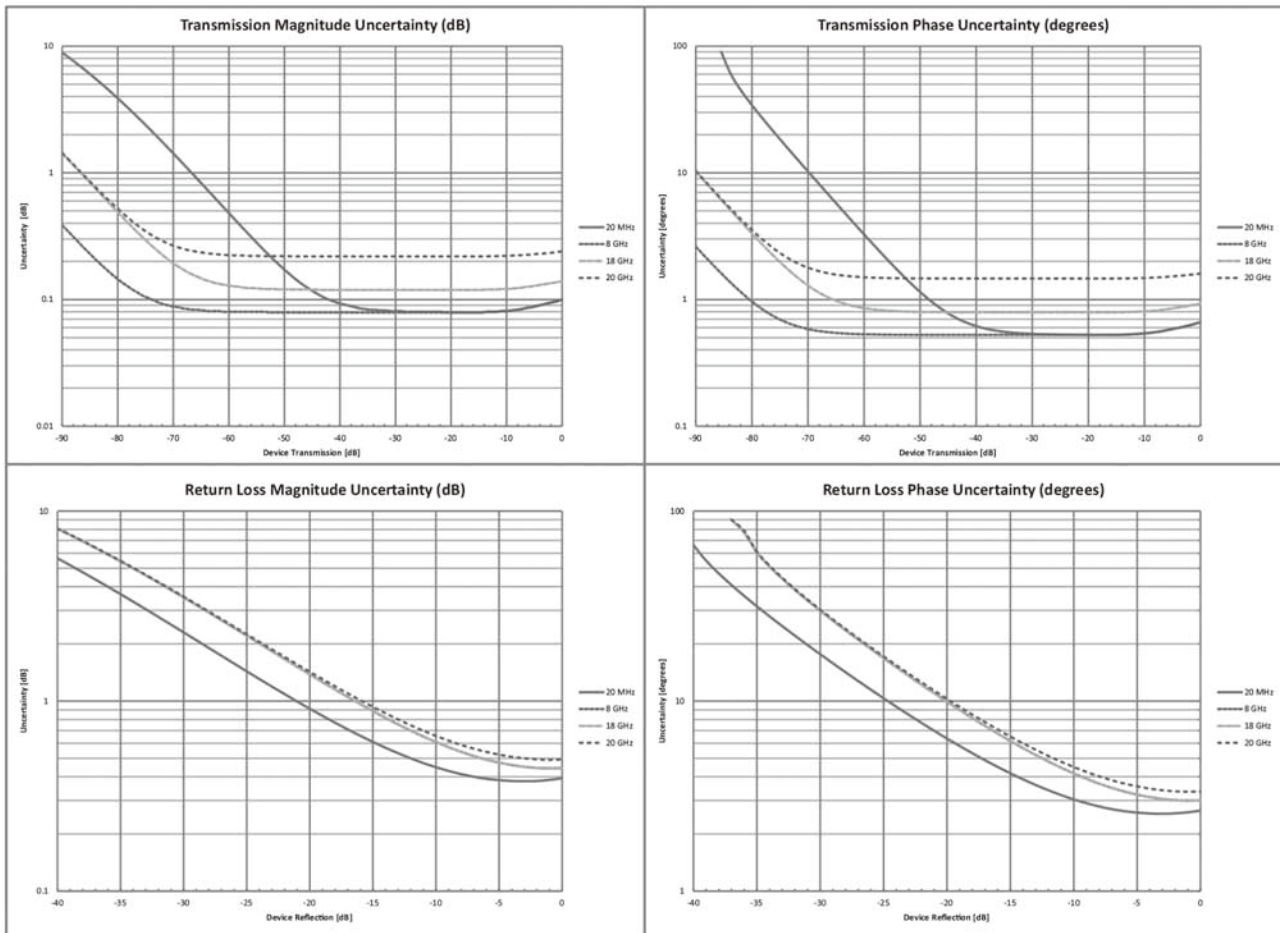 Transmission Magnitude Uncertainty (dB)
10
1
0.1
0.01
Uncertainty [dB]
-90 -80 -70 -60 -50 -40 -30 -20 -10 0
Device Transmission [dB]
20 MHz
8 GHz
18 GHz
20 GHz
Transmission Phase Uncertainty (degrees)
100
10
1
0.1
Uncertainty [degrees]
-90 -80 -70 -60 -50 -40 -30 -20 -10 0
Device Transmission [dB]
20 MHz
8 GHz
18 GHz
20 GHz
Return Loss Magnitude Uncertainty (dB)
10
1
0.1
Uncertainty [dB]
-40 -35 -30 -25 -20 -15 -10 -5 0
Device Reflection [dB]
20 MHz
8 GHz
18 GHz
20 GHz
Return Loss Phase Uncertainty (degrees)
100
10
1
Uncertainty [degrees]
-40 -35 -30 -25 -20 -15 -10 -5 0
Device Reflection [dB]
20 MHz
8 GHz
18 GHz
20 GHz